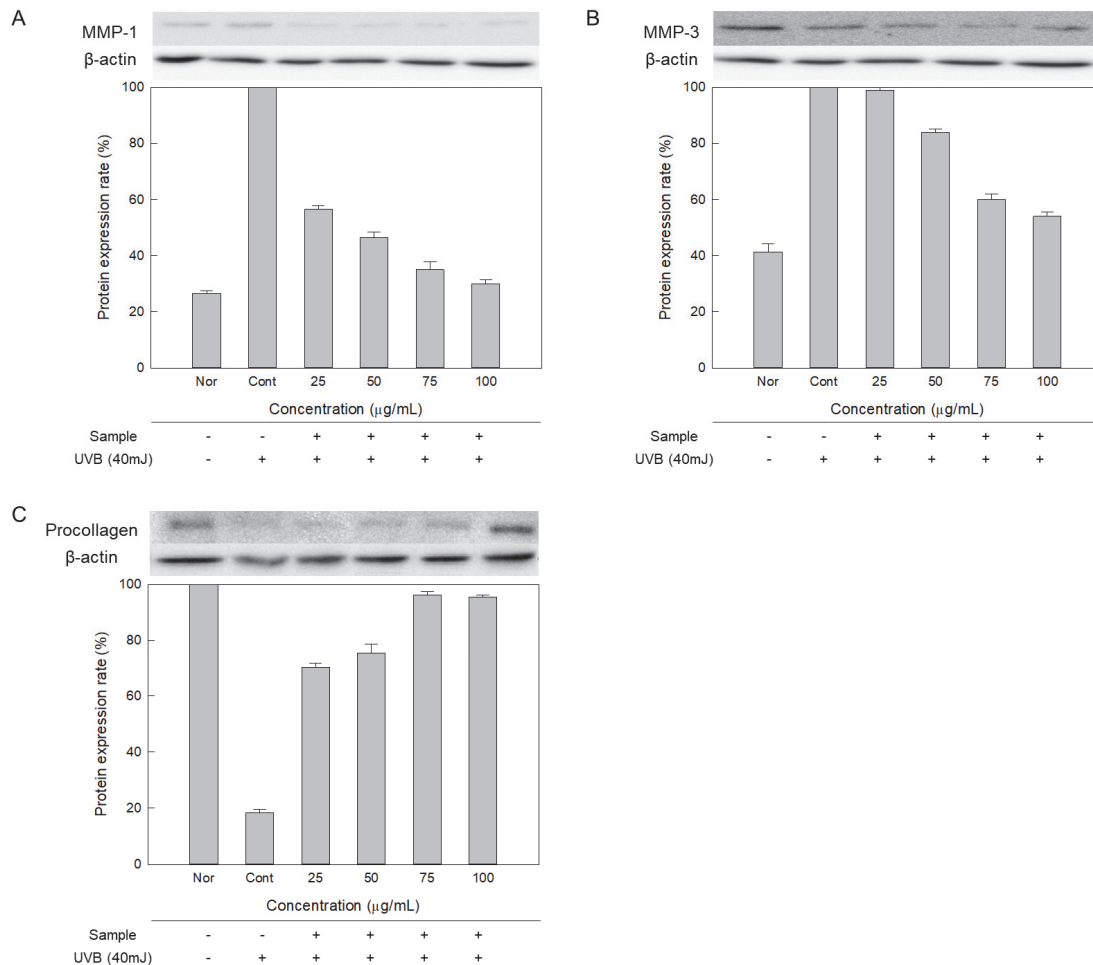 A
MMP-1
β-actin
Protein expression rate (%)
100
80
60
40
20
0
Nor Cont 25 50 75 100
Concentration (μg/mL)
Sample - - + + + +
UVB (40mJ) - + + + + +
B
MMP-3
β-actin
Protein expression rate (%)
100
80
60
40
20
0
Nor Cont 25 50 75 100
Concentration (μg/mL)
Sample - - + + + +
UVB (40mJ) - + + + + +
C
Procollagen
β-actin
Protein expression rate (%)
100
80
60
40
20
0
Nor Cont 25 50 75 100
Concentration (μg/mL)
Sample - - + + + +
UVB (40mJ) - + + + + +